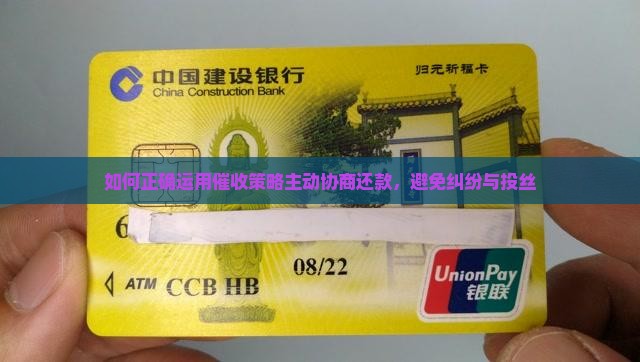 中国建设银行
China Construction Bank
归元祈福卡
如何正确运用催收策略主动协商还款，避免纠纷与投丝
6
08/22
ATM CCB HB
UnionPay
银联